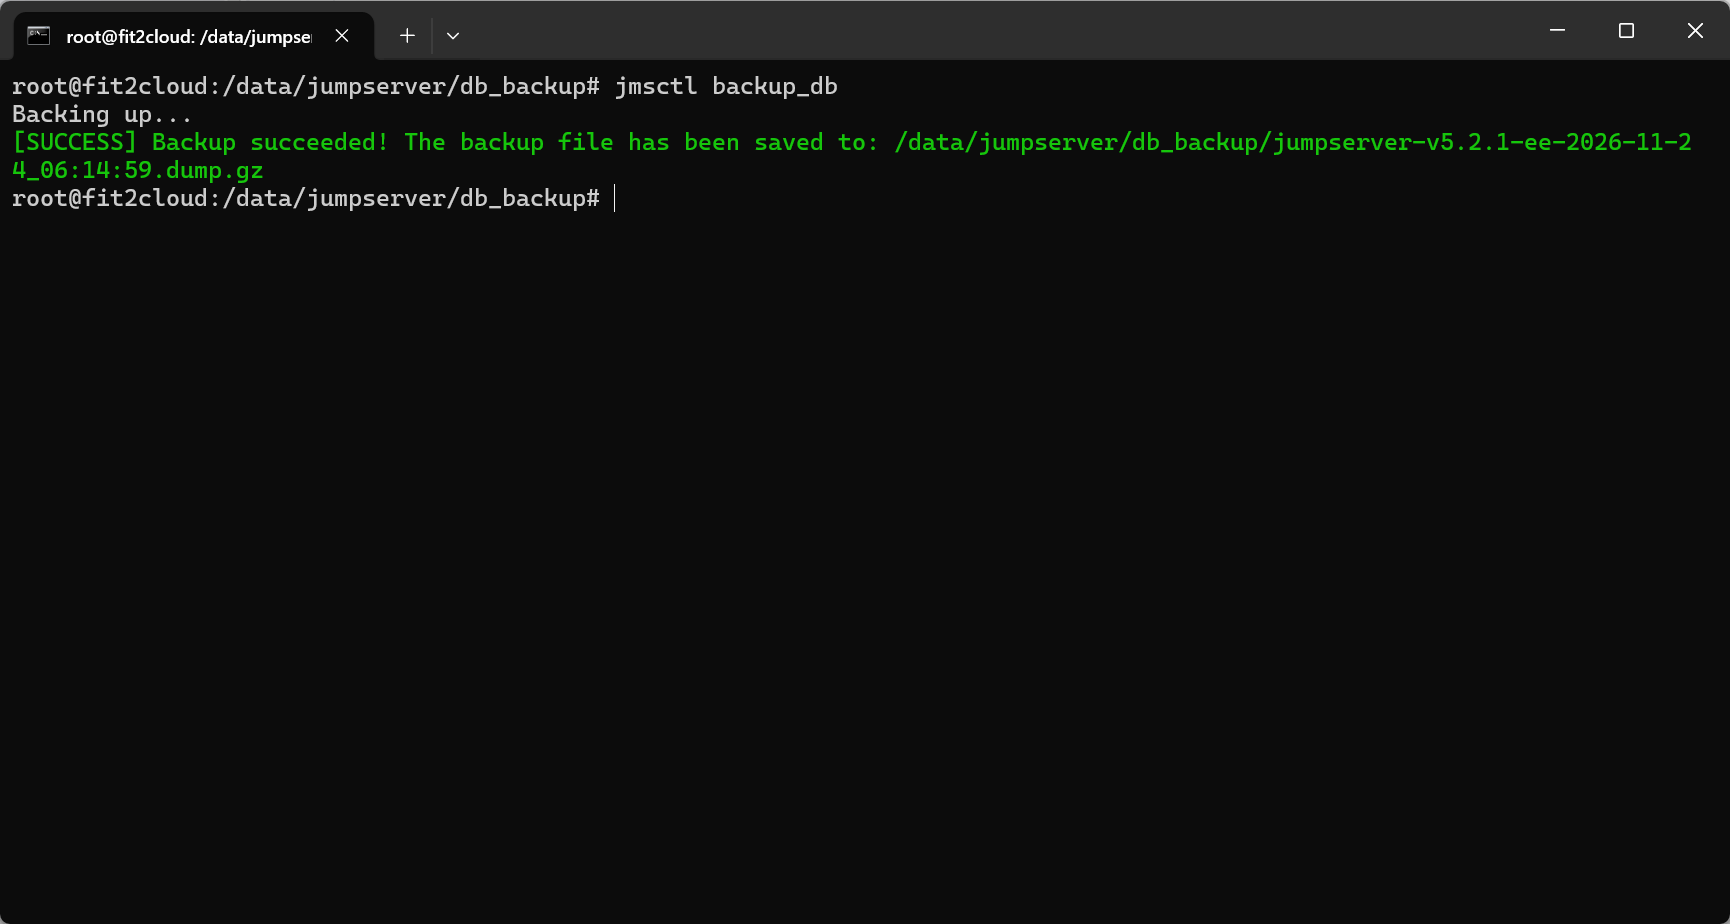 root@fit2cloud: /data/jumpse
root@fit2cloud:/data/jumpserver/db_backup# jmsctl backup_db
Backing up...
[SUCCESS] Backup succeeded! The backup file has been saved to: /data/jumpserver/db_backup/jumpserver-v5.2.1-ee-2026-11-2
4_06:14:59.dump.gz
root@fit2cloud:/data/jumpserver/db_backup#